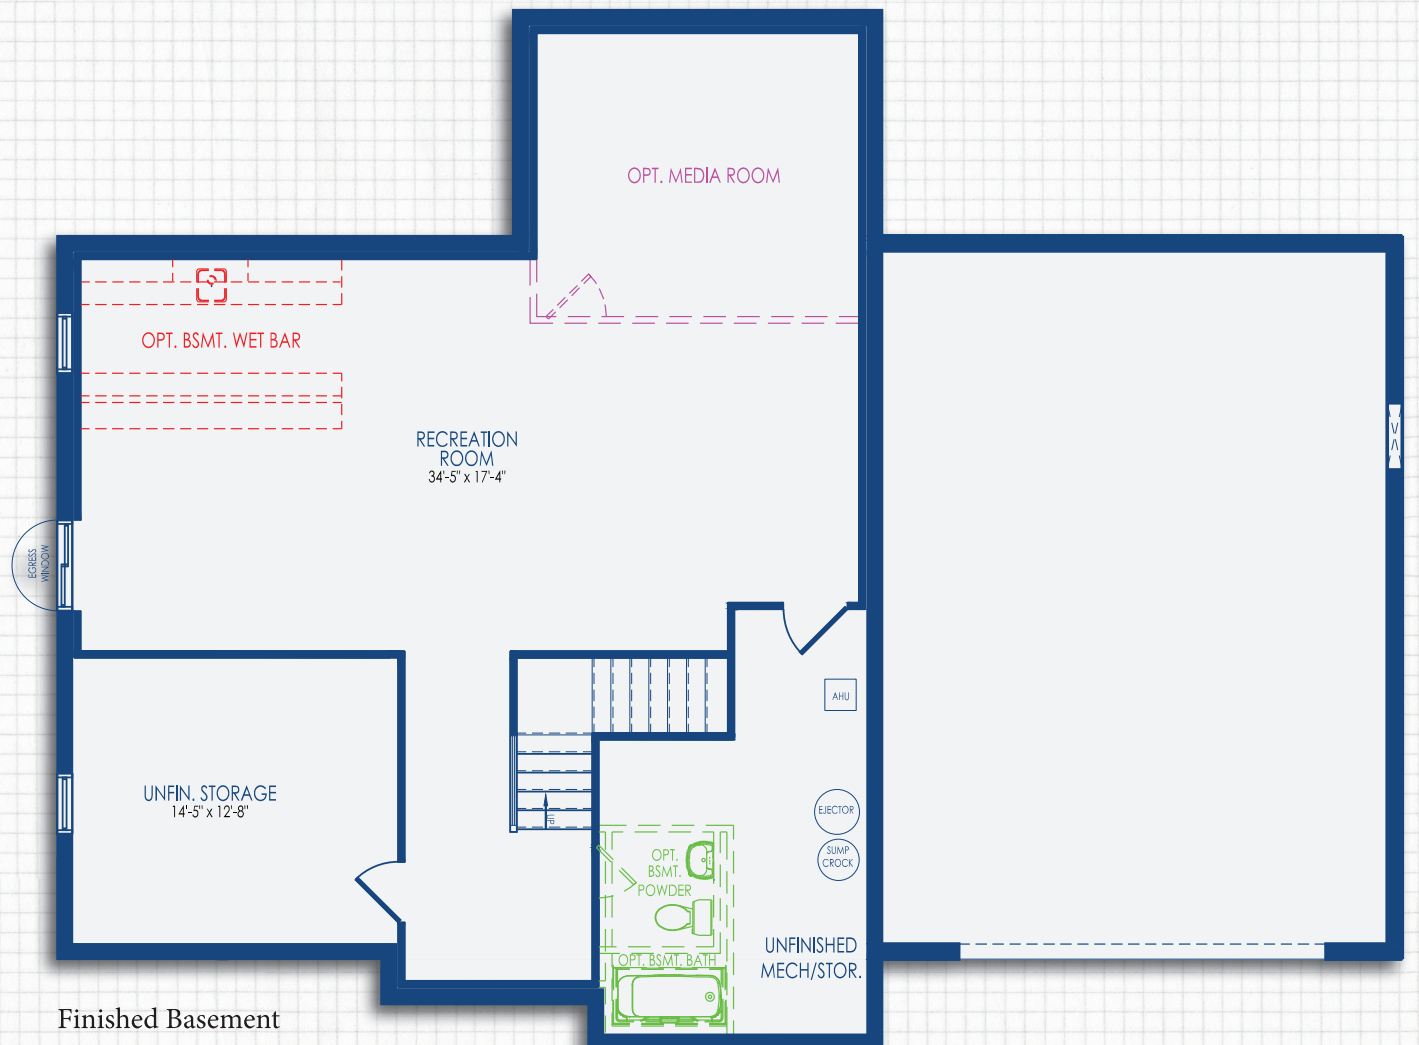 OPT. MEDIA ROOM
OPT. BSMT. WET BAR
RECREATION
ROOM
34'-5" x 17'-4"
EGRESS
WINDOW
AHU
UNFIN. STORAGE
14'-5" x 12'-8"
UP
EJECTOR
SUMP
CROCK
OPT.
BSMT.
POWDER
UNFINISHED
MECH/STOR.
OPT. BSMT. BATH
Finished Basement